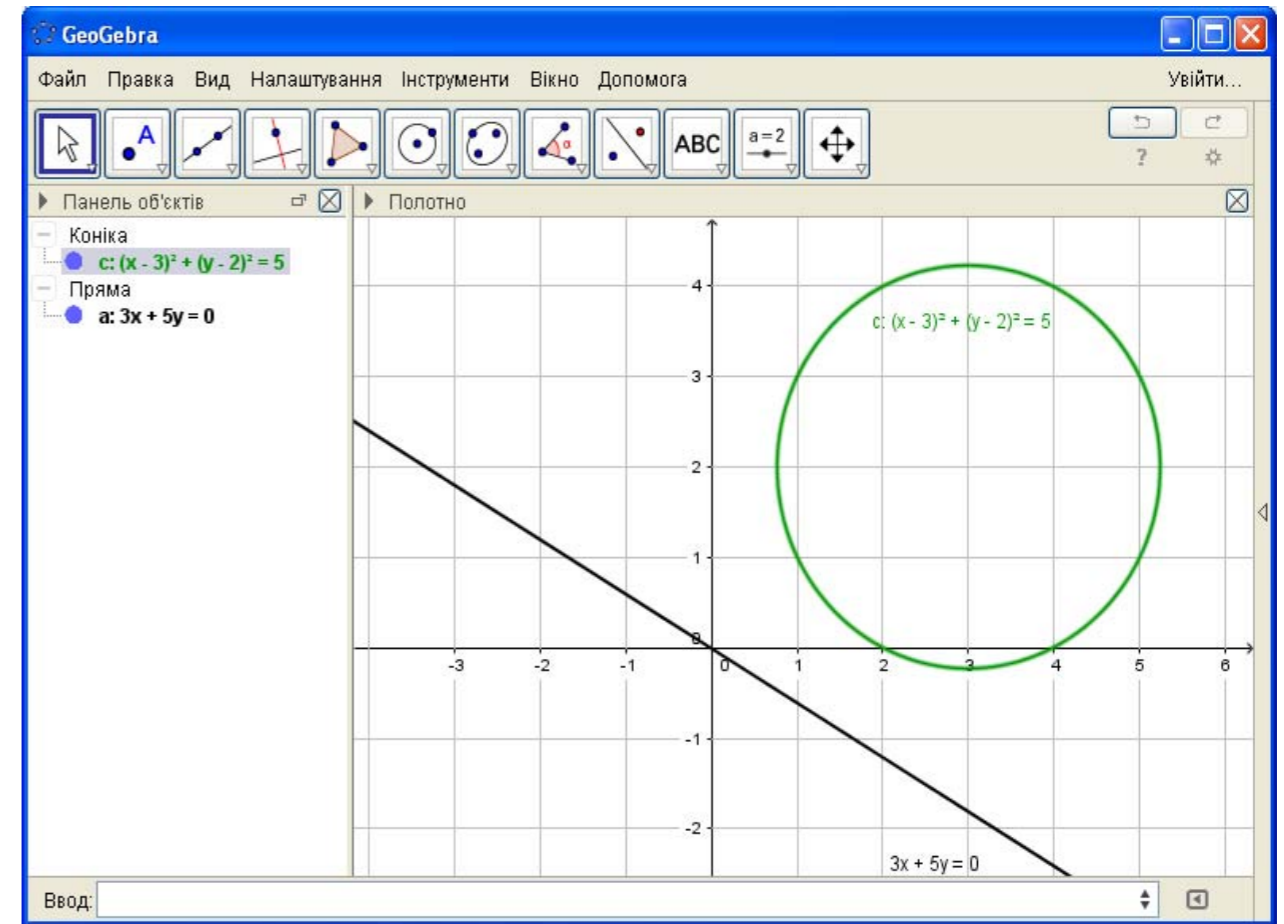 GeoGebra
Файл Правка Вид Налаштування Інструменти Вікно Допомога Увійти...
A
α
ABC
a=2
?
Панель об'єктів
Полотно
Коніка
c: (x - 3)² + (y - 2)² = 5
Пряма
a: 3x + 5y = 0
4
c: (x - 3)² + (y - 2)² = 5
3
2
1
-3 -2 -1 0 1 2 3 4 5 6
-1
-2
3x + 5y = 0
Ввод: